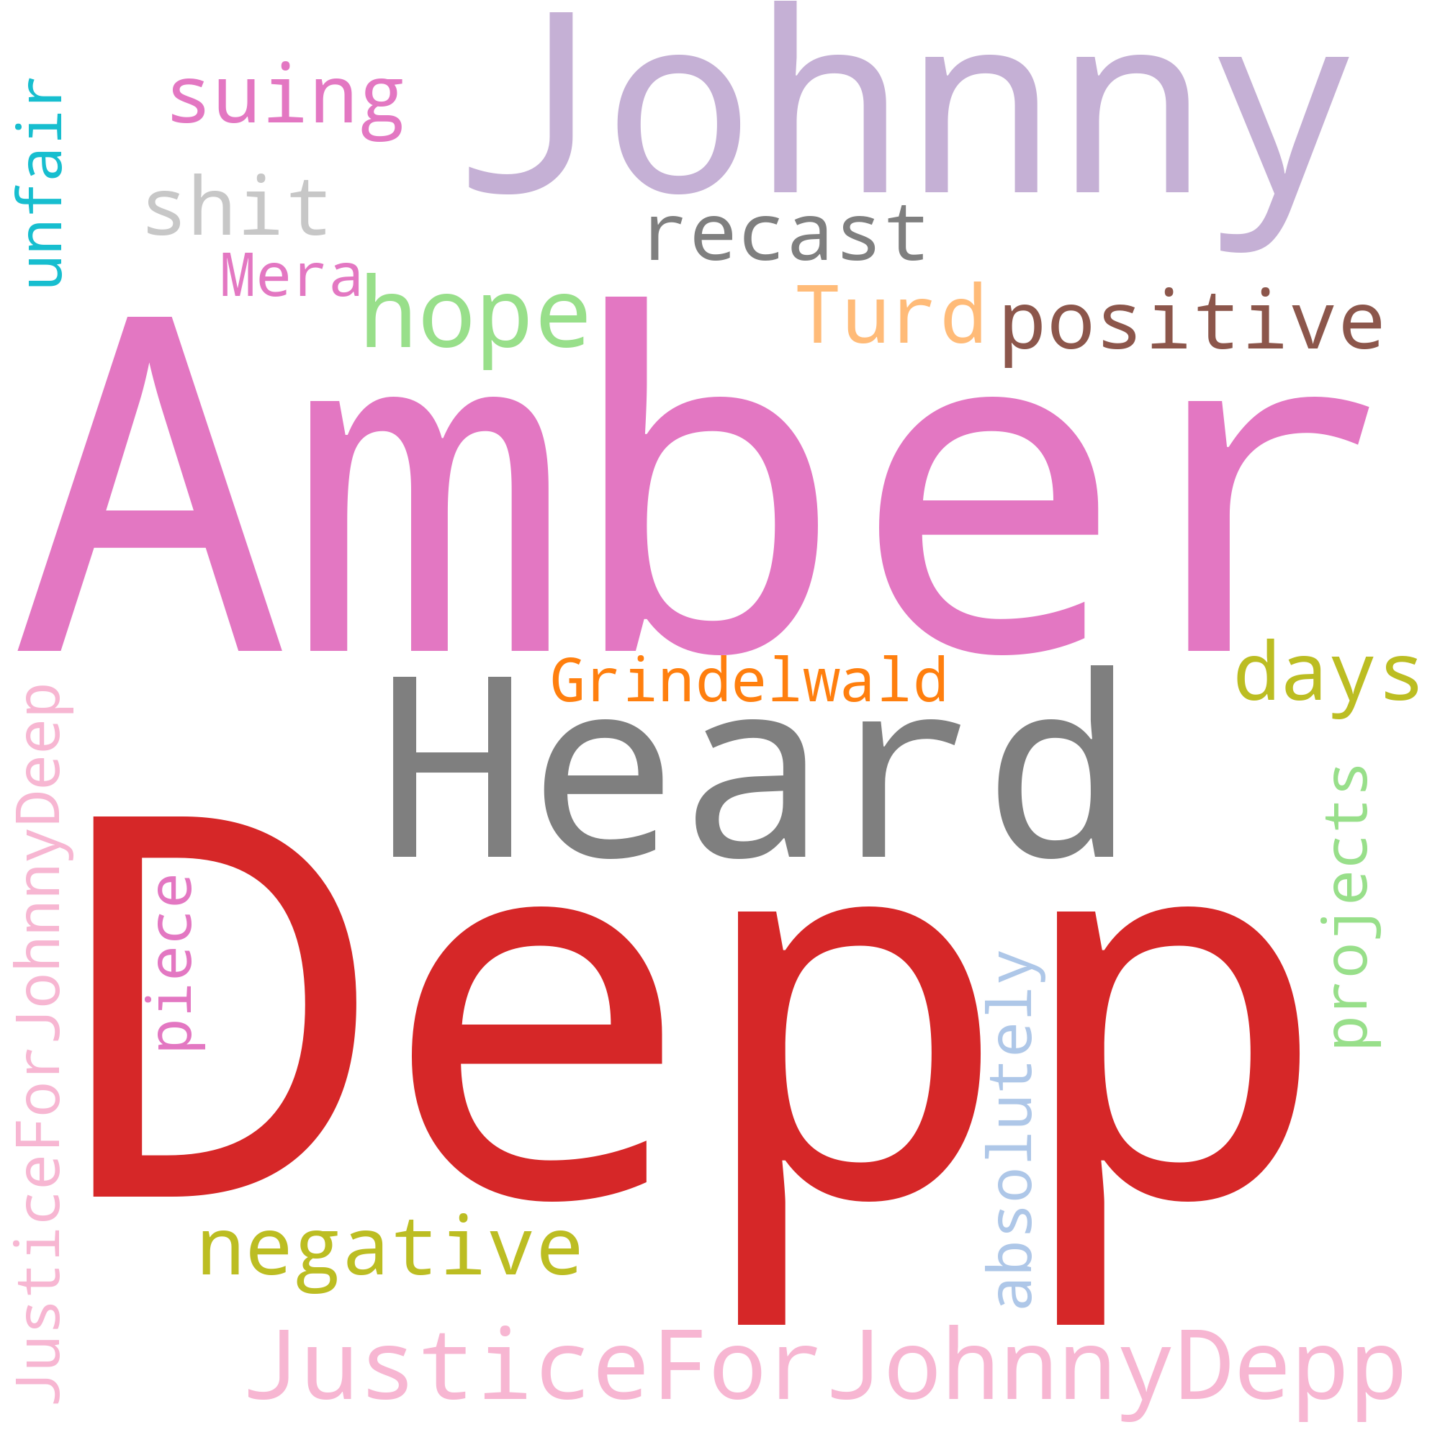 Johnny
suing
unfair
shit
recast
Mera
hope
Turd
positive
Amber
Grindelwald
days
Heard
JusticeForJohnnyDeep
projects
Depp
piece
absolutely
negative
JusticeForJohnnyDepp